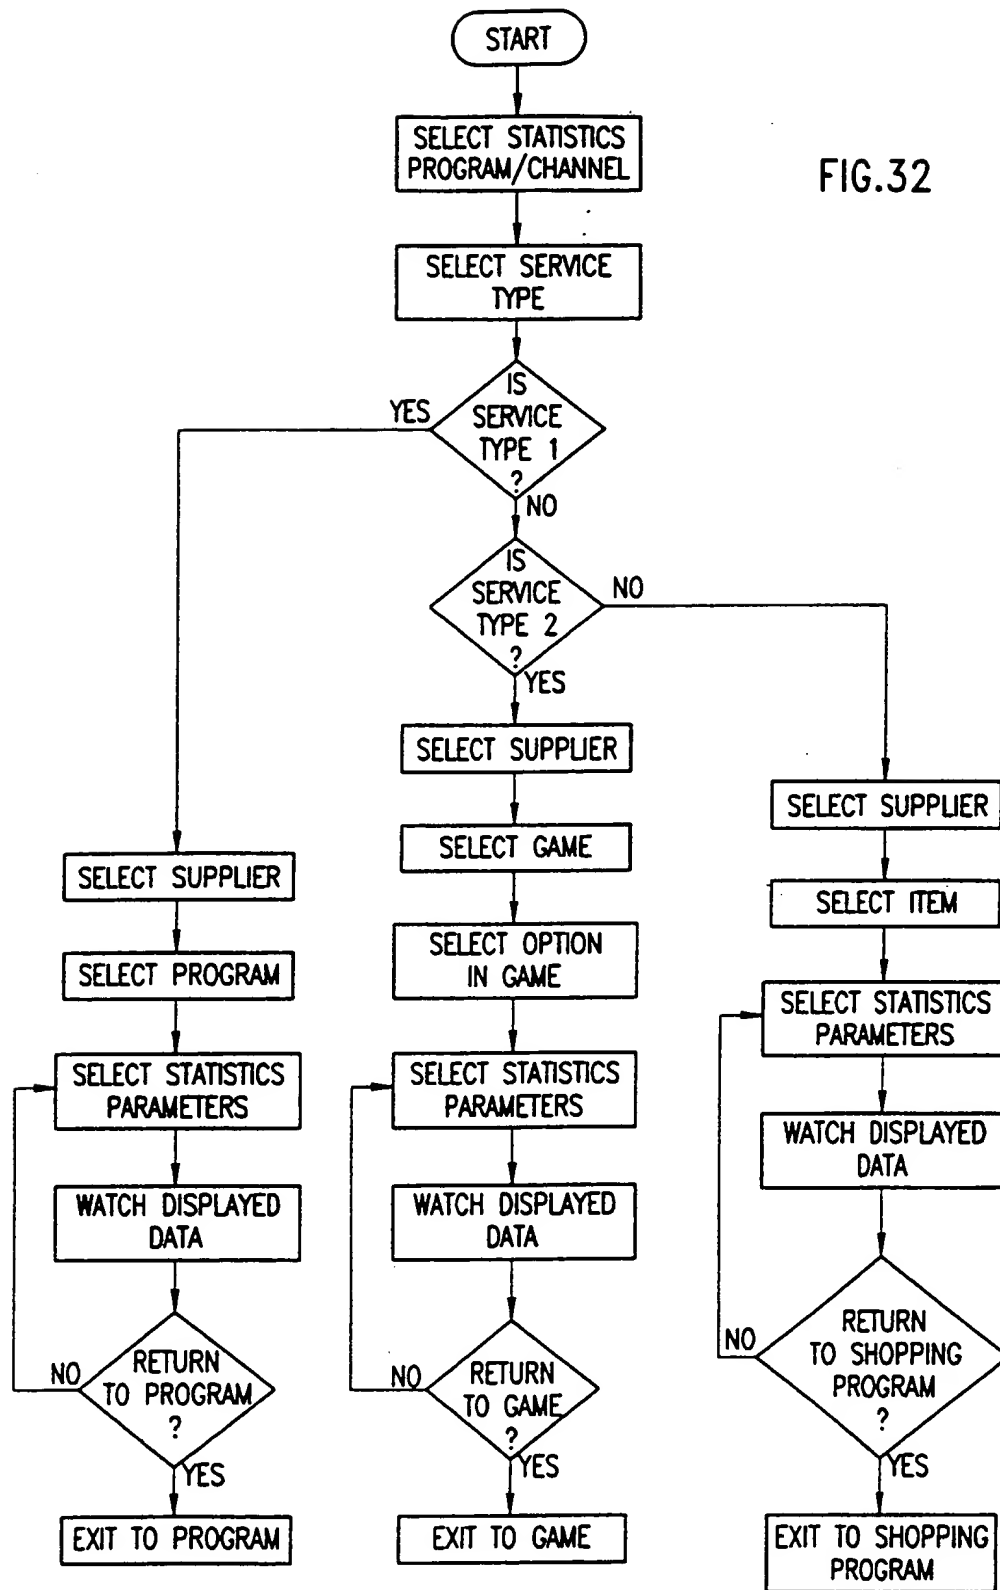 START
SELECT STATISTICS
PROGRAM/CHANNEL
FIG.32
SELECT SERVICE
TYPE
IS
SERVICE
TYPE 1
?
YES
NO
IS
SERVICE
TYPE 2
?
NO
YES
SELECT SUPPLIER
SELECT GAME
SELECT OPTION
IN GAME
SELECT STATISTICS
PARAMETERS
WATCH DISPLAYED
DATA
RETURN
TO GAME
?
NO
YES
EXIT TO GAME
SELECT SUPPLIER
SELECT PROGRAM
SELECT STATISTICS
PARAMETERS
WATCH DISPLAYED
DATA
RETURN
TO PROGRAM
?
NO
YES
EXIT TO PROGRAM
SELECT SUPPLIER
SELECT ITEM
SELECT STATISTICS
PARAMETERS
WATCH DISPLAYED
DATA
RETURN
TO SHOPPING
PROGRAM
?
NO
YES
EXIT TO SHOPPING
PROGRAM